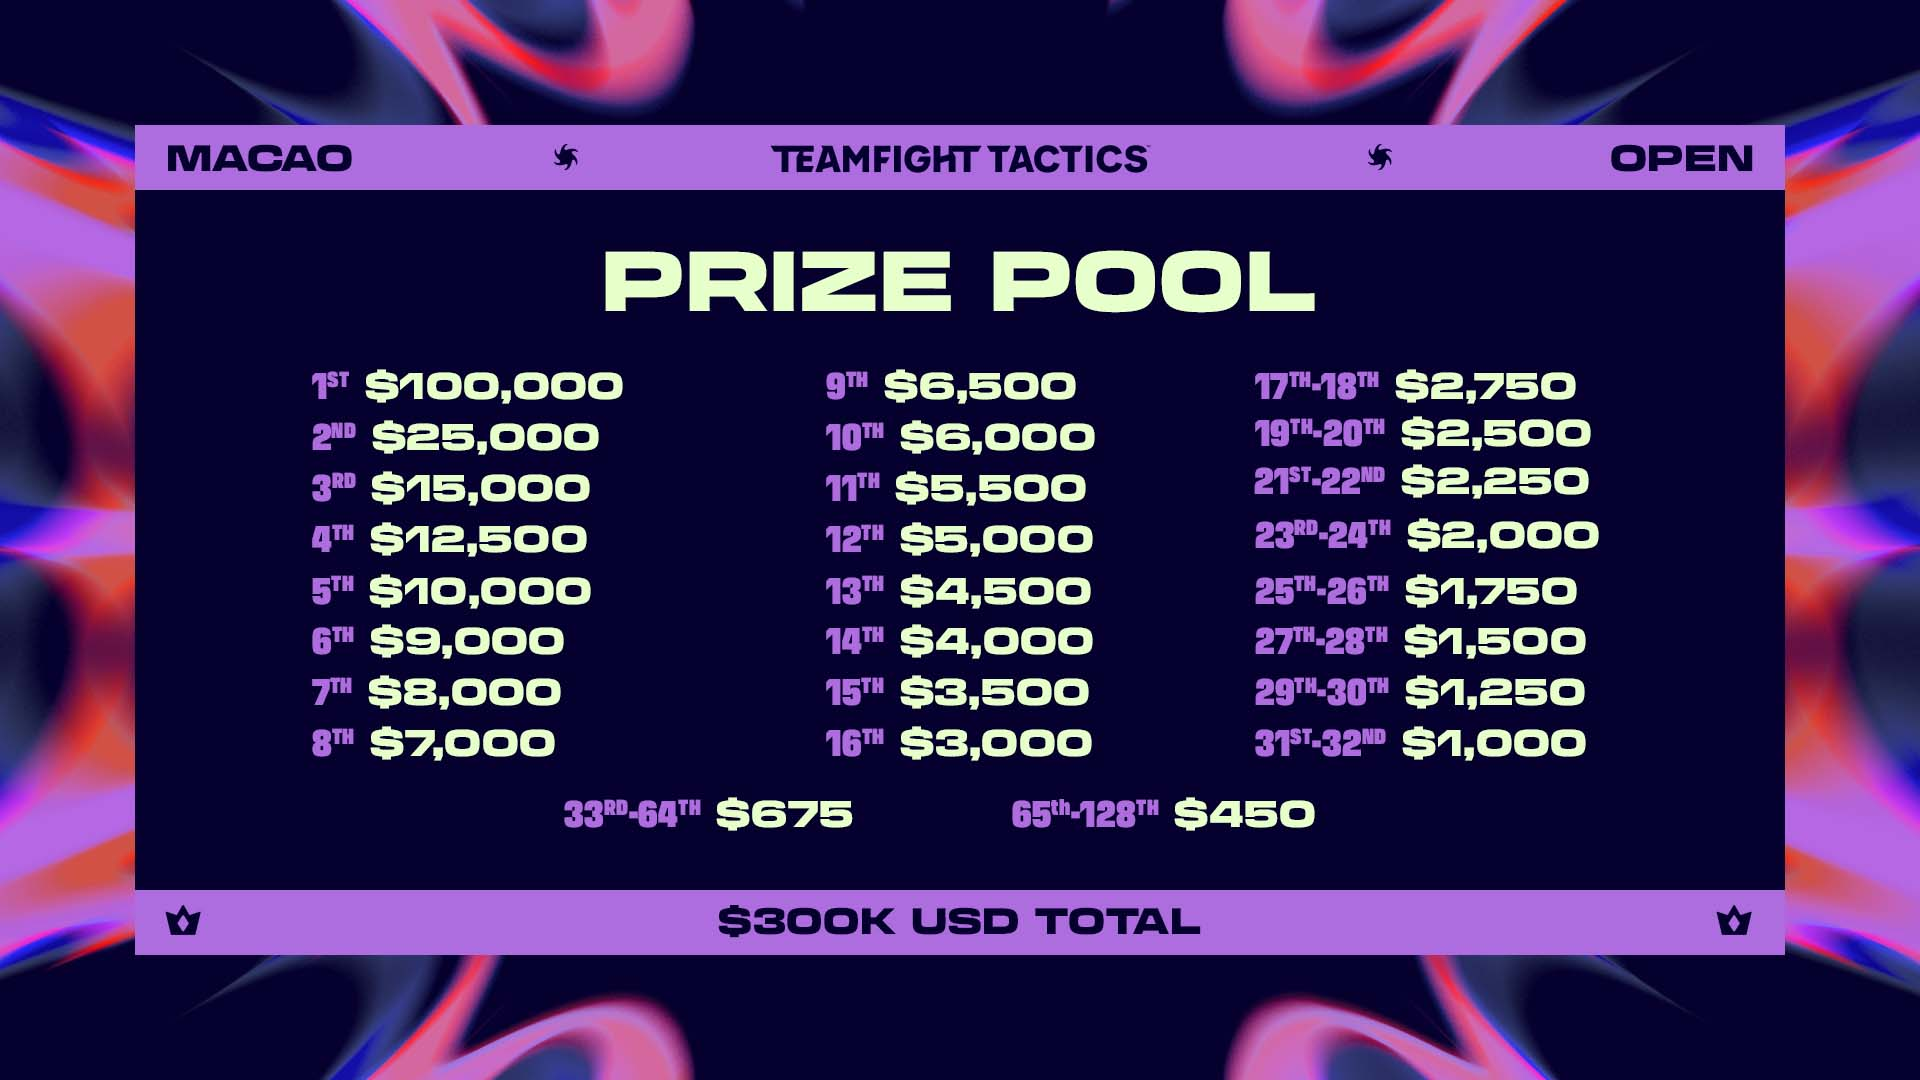 MACAO TEAMFIGHT TACTICS OPEN
PRIZE POOL
1ST $100,000
2ND $25,000
3RD $15,000
4TH $12,500
5TH $10,000
6TH $9,000
7TH $8,000
8TH $7,000
9TH $6,500
10TH $6,000
11TH $5,500
12TH $5,000
13TH $4,500
14TH $4,000
15TH $3,500
16TH $3,000
17TH-18TH $2,750
19TH-20TH $2,500
21ST-22ND $2,250
23RD-24TH $2,000
25TH-26TH $1,750
27TH-28TH $1,500
29TH-30TH $1,250
31ST-32ND $1,000
33RD-64TH $675
65th-128TH $450
$300K USD TOTAL